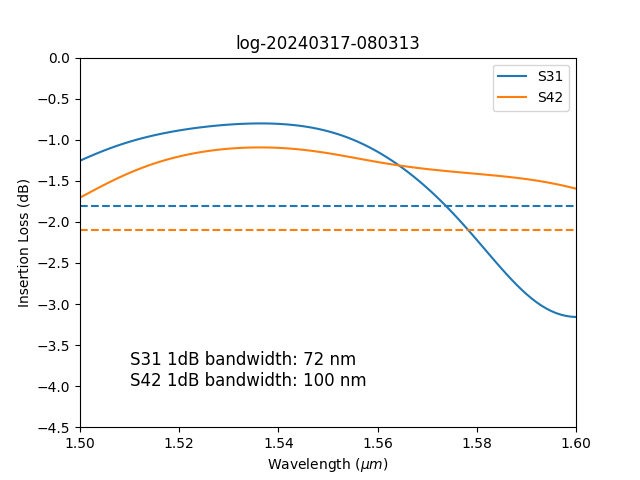 log-20240317-080313
0.0
−0.5
−1.0
−1.5
−2.0
−2.5
−3.0
−3.5
−4.0
−4.5
Insertion Loss (dB)
S31
S42
S31 1dB bandwidth: 72 nm
S42 1dB bandwidth: 100 nm
1.50 1.52 1.54 1.56 1.58 1.60
Wavelength (μm)